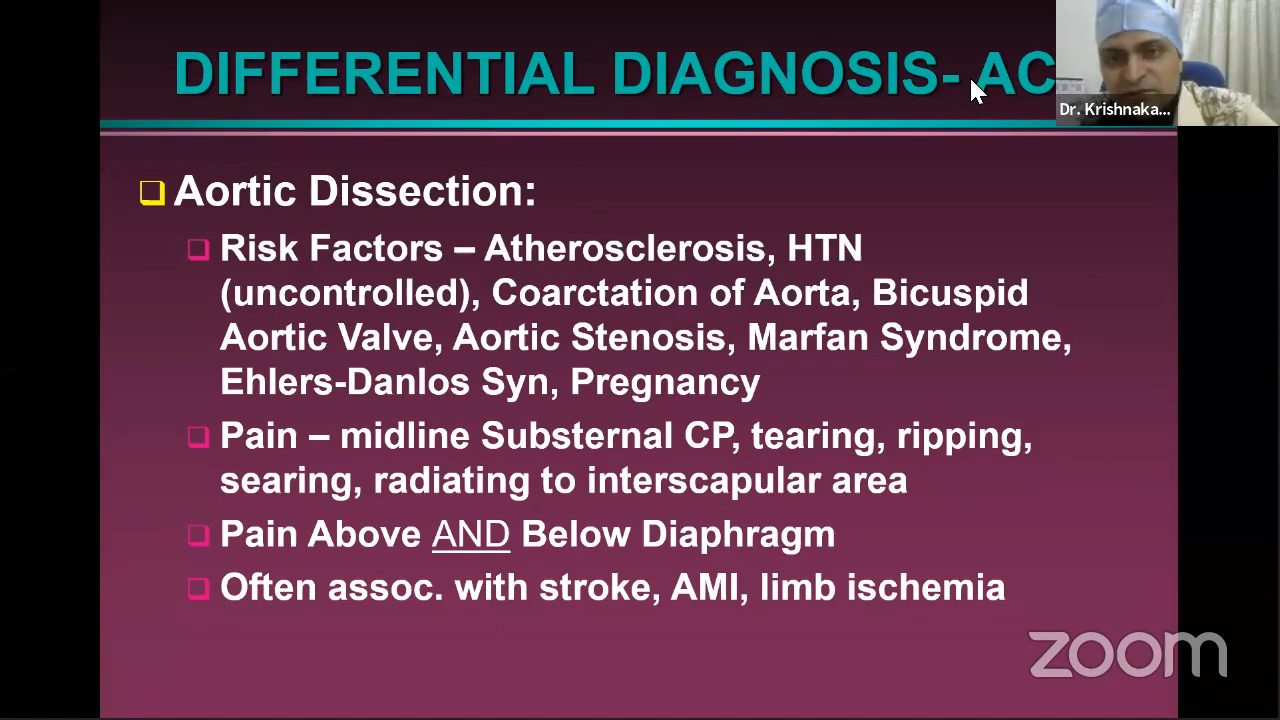 DIFFERENTIAL DIAGNOSIS- AC
Dr. Krishnaka...
Aortic Dissection:
Risk Factors – Atherosclerosis, HTN
(uncontrolled), Coarctation of Aorta, Bicuspid
Aortic Valve, Aortic Stenosis, Marfan Syndrome,
Ehlers-Danlos Syn, Pregnancy
Pain – midline Substernal CP, tearing, ripping,
searing, radiating to interscapular area
Pain Above AND Below Diaphragm
Often assoc. with stroke, AMI, limb ischemia
zoom